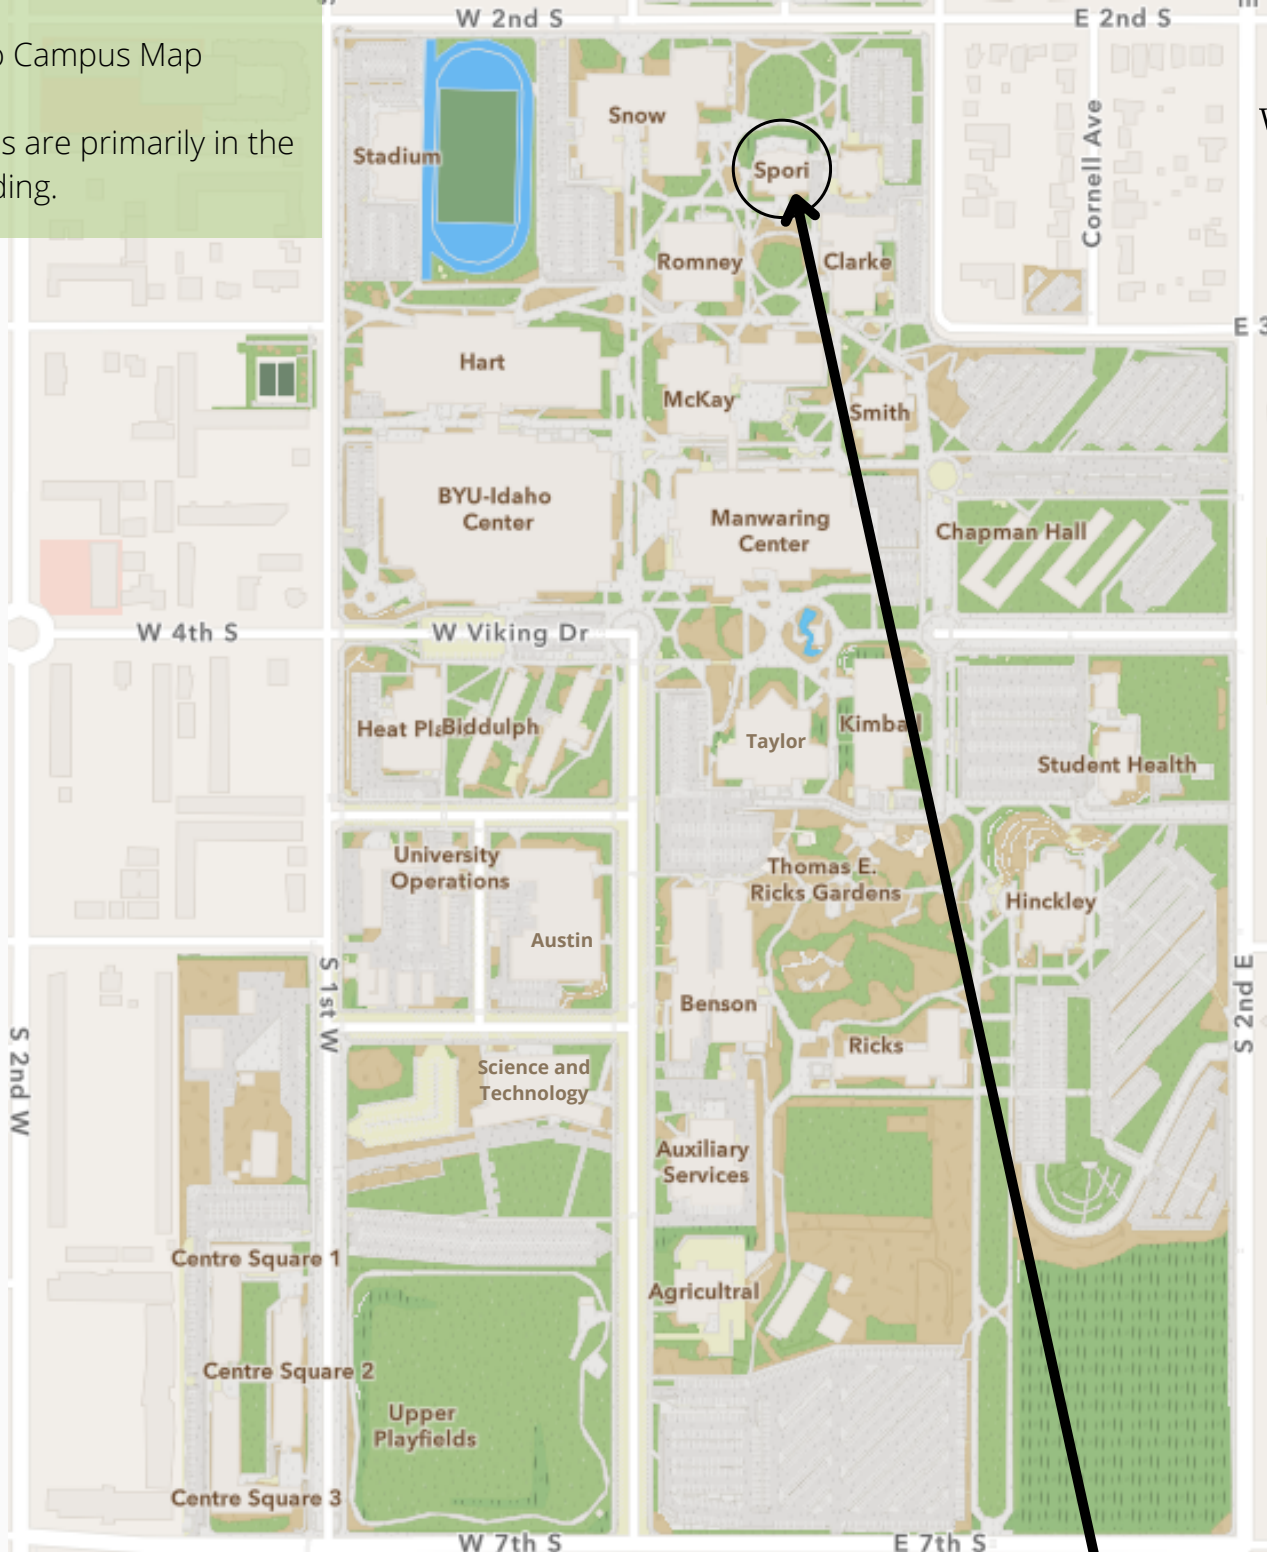 W 2nd S
E 2nd S
Campus Map
s are primarily in the
ding.
Cornell Ave
Snow
Stadium
Spori
Romney
Clarke
E 3
Hart
McKay
Smith
BYU-Idaho
Center
Manwaring
Center
Chapman Hall
W 4th S
W Viking Dr
Heat Pla
Biddulph
Taylor
Kimball
Student Health
University
Operations
Thomas E.
Ricks Gardens
Hinckley
Austin
S 1st W
Benson
S 2nd E
S 2nd W
Ricks
Science and
Technology
Auxiliary
Services
Centre Square 1
Agricultral
Centre Square 2
Upper
Playfields
Centre Square 3
W 7th S
E 7th S